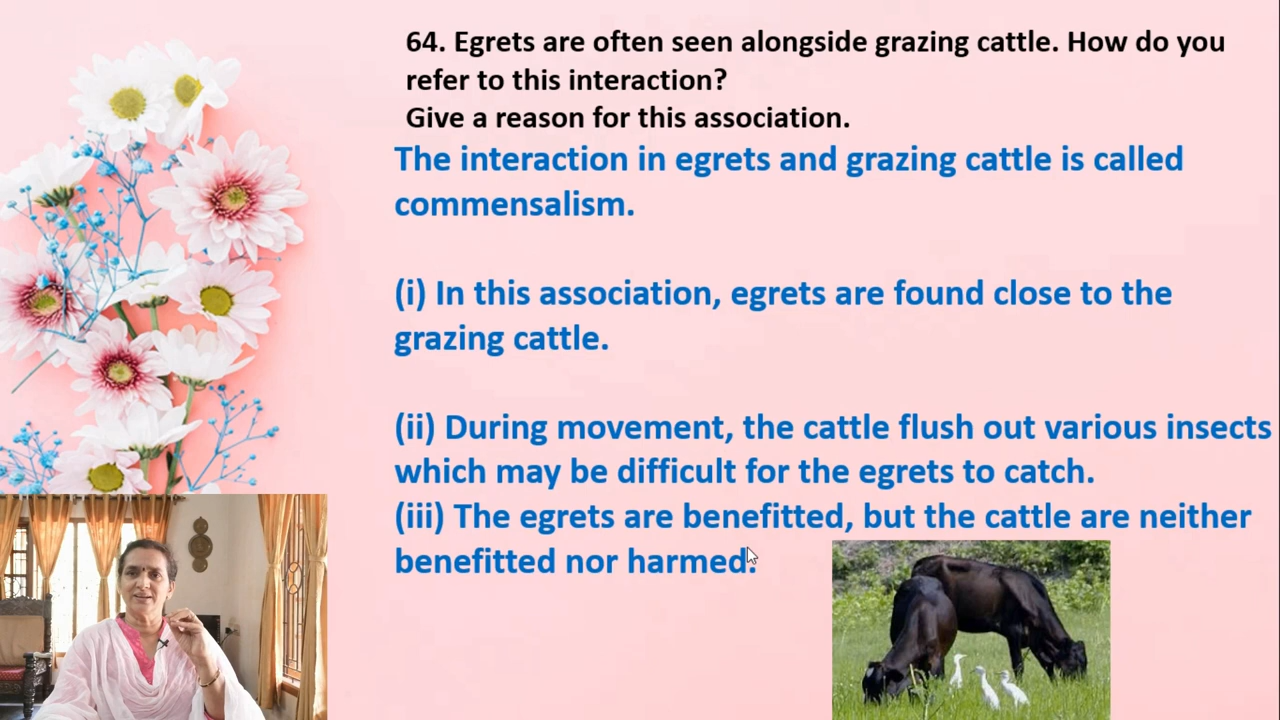 64. Egrets are often seen alongside grazing cattle. How do you
refer to this interaction?
Give a reason for this association.
The interaction in egrets and grazing cattle is called
commensalism.
(i) In this association, egrets are found close to the
grazing cattle.
(ii) During movement, the cattle flush out various insects
which may be difficult for the egrets to catch.
(iii) The egrets are benefitted, but the cattle are neither
benefitted nor harmed.